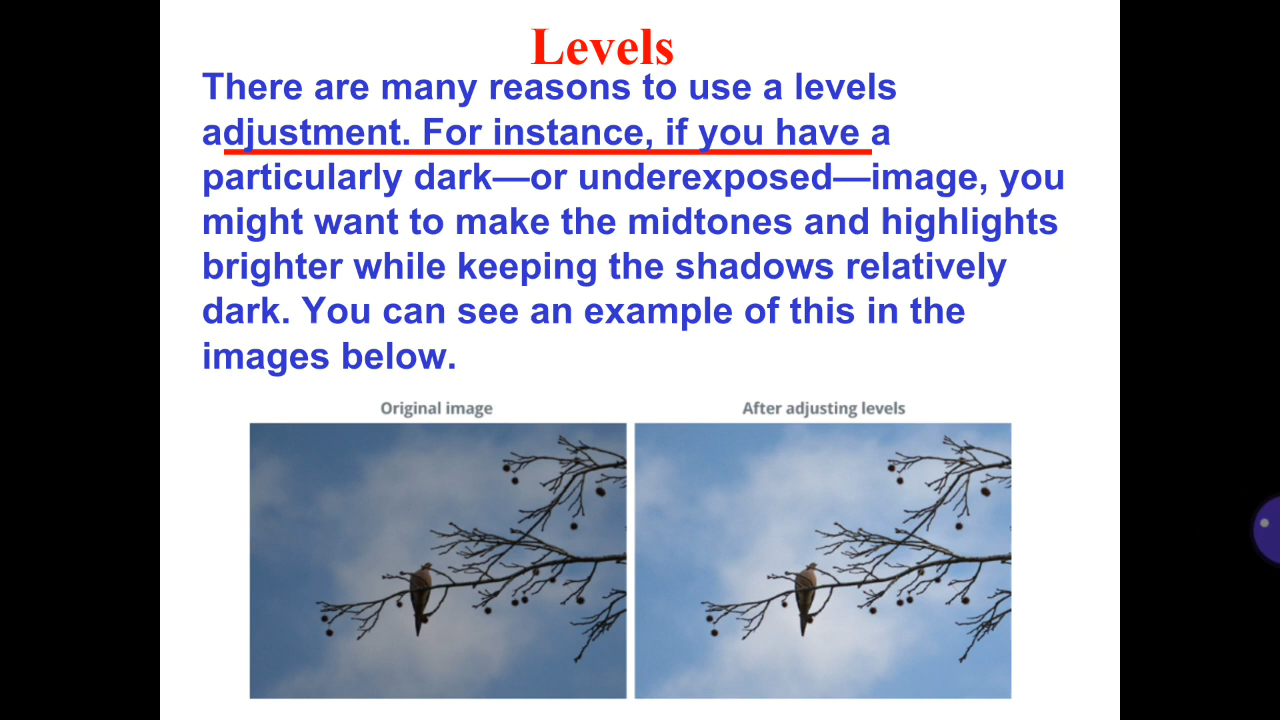 Levels
There are many reasons to use a levels
adjustment. For instance, if you have a
particularly dark—or underexposed—image, you
might want to make the midtones and highlights
brighter while keeping the shadows relatively
dark. You can see an example of this in the
images below.
Original image
After adjusting levels